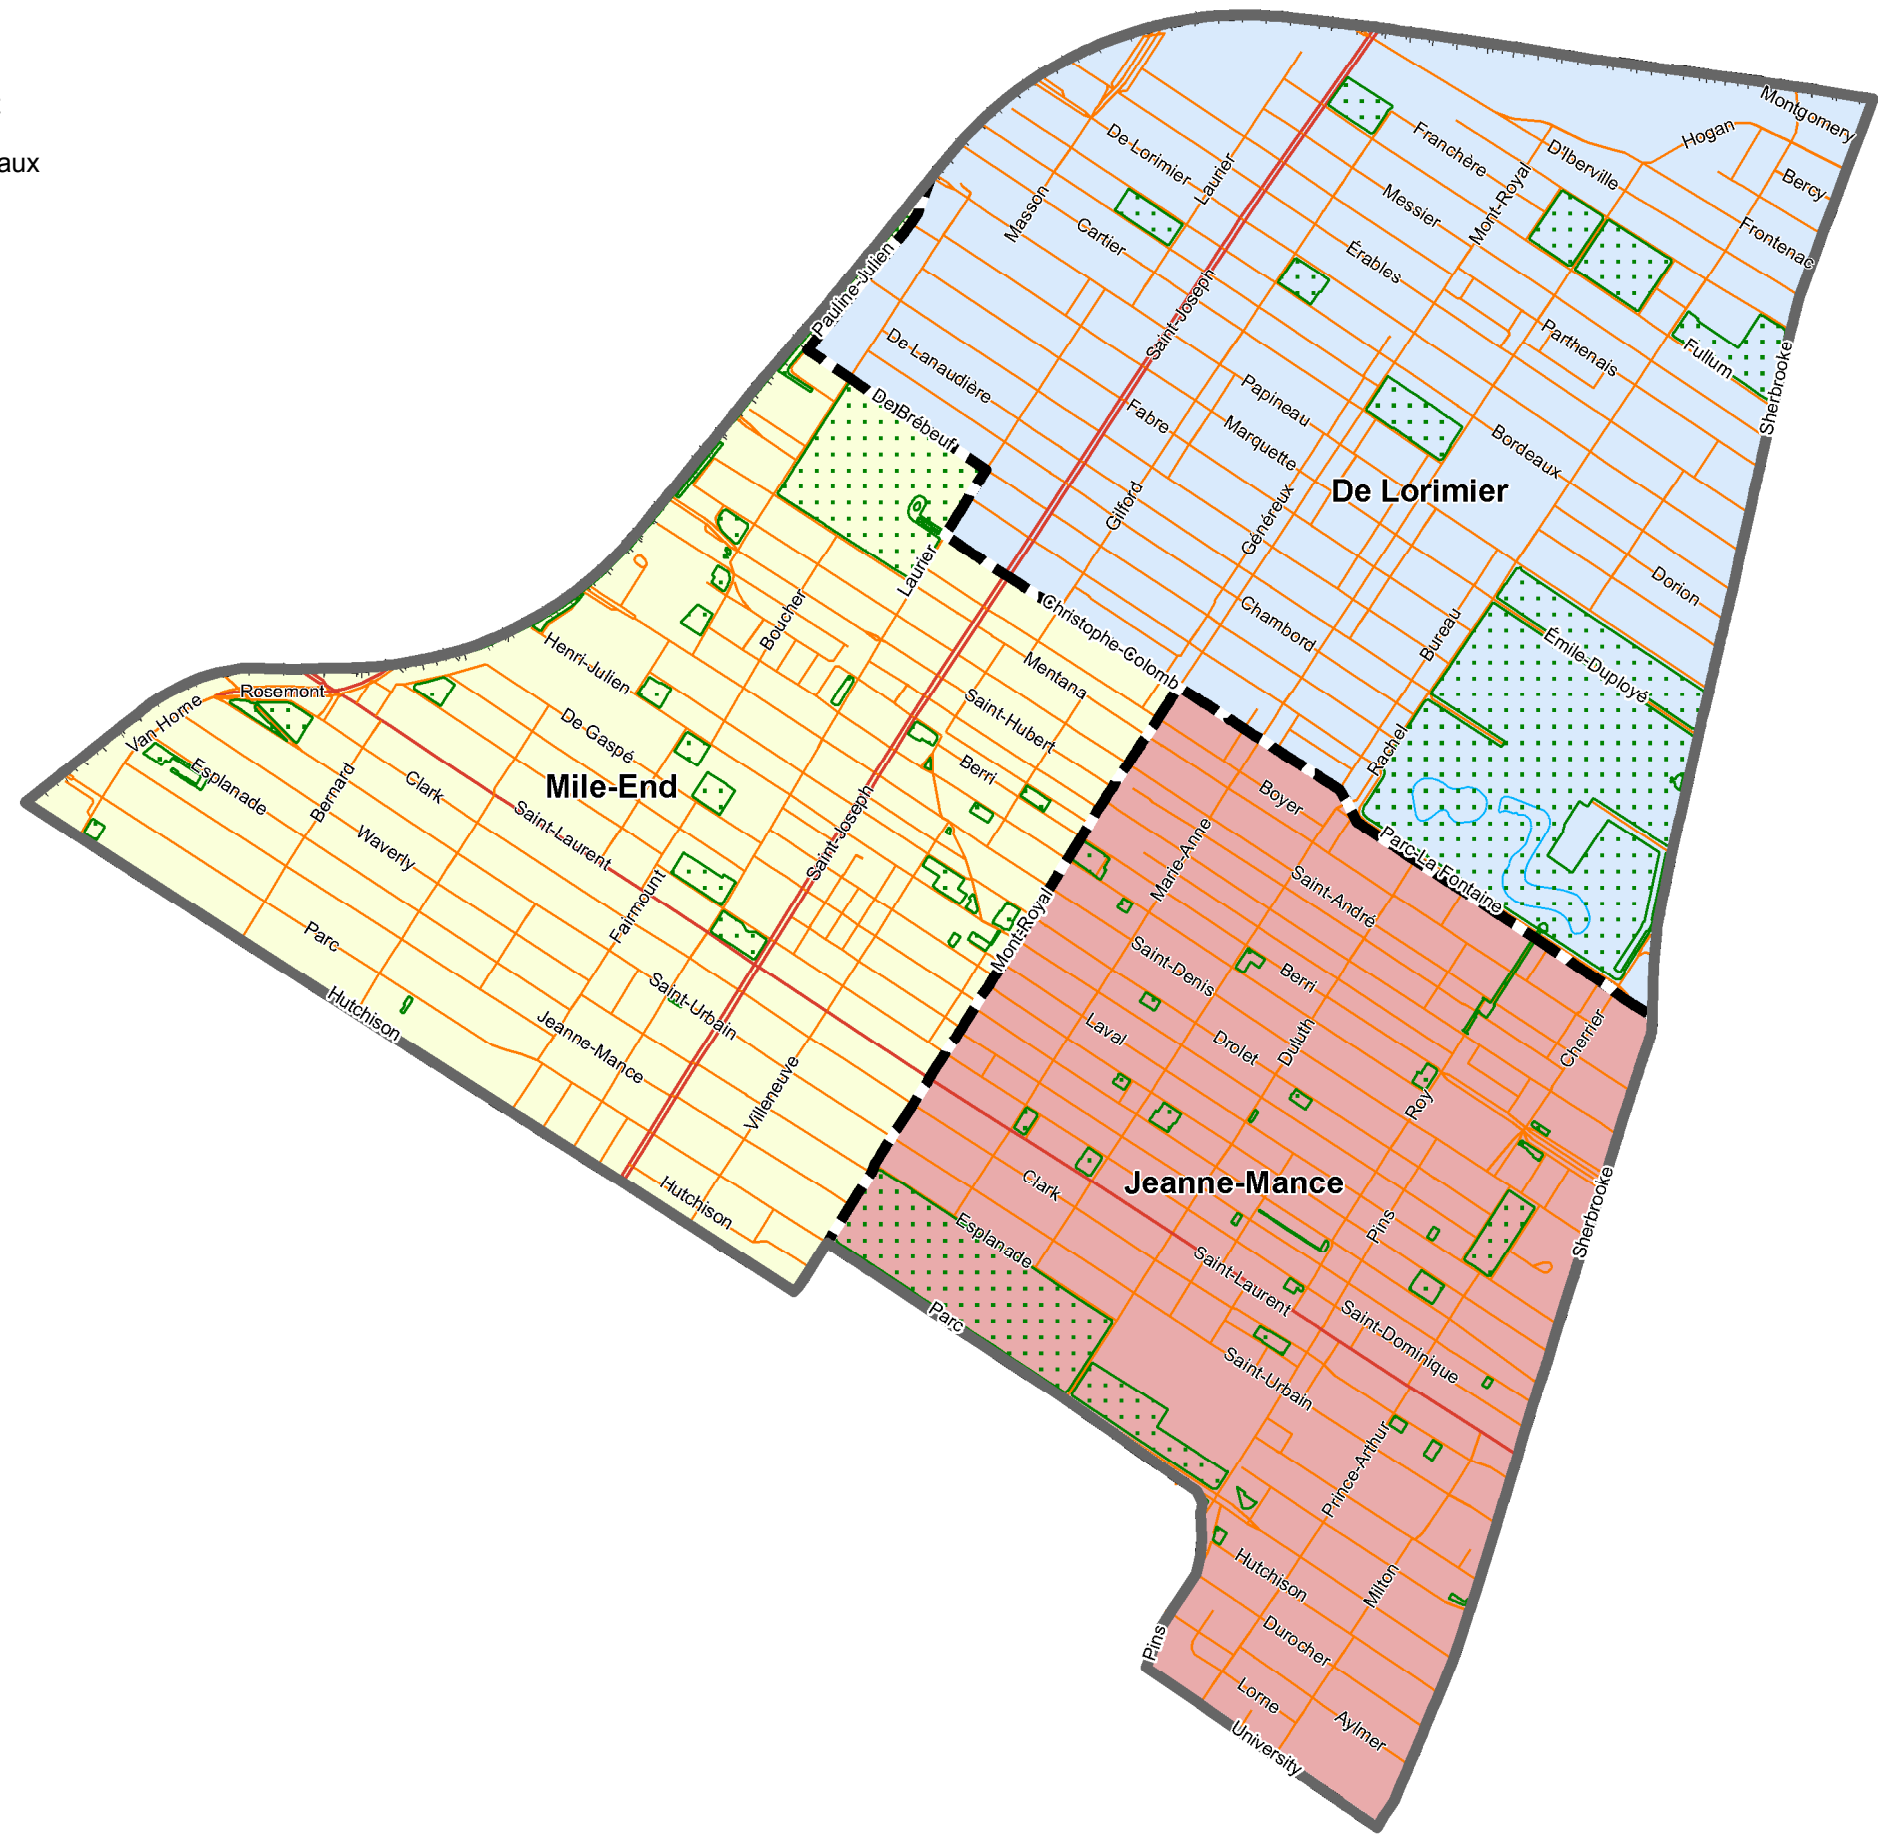 aux
Montgomery
Hogan
D'Iberville
Bercy
Franchère
De Lorimier
Laurier
Mont-Royal
Messier
Masson
Cartier
Frontenac
Érables
Pauline-Julien
Saint-Joseph
Parthenais
Fullum
Sherbrooke
De Lanaudière
De Brébeuf
Fabre
Papineau
Marquette
Bordeaux
De Lorimier
Gilford
Généreux
Laurier
Dorion
Boucher
Christophe-Colomb
Chambord
Bureau
Émile-Duployé
Henri-Julien
Mentana
Rosemont
Van Horne
Saint-Hubert
De Gaspé
Rachel
Berri
Mile-End
Esplanade
Bernard
Clark
Boyer
Saint-Laurent
Waverly
Saint-Joseph
Marie-Anne
Parc-La Fontaine
Saint-André
Fairmount
Mont-Royal
Parc
Saint-Denis
Berri
Saint-Urbain
Hutchison
Laval
Drolet
Duluth
Cherrier
Jeanne-Mance
Villeneuve
Roy
Jeanne-Mance
Clark
Hutchison
Sherbrooke
Esplanade
Pins
Saint-Laurent
Parc
Saint-Dominique
Saint-Urbain
Prince-Arthur
Hutchison
Milton
Durocher
Pins
Lorne
Aylmer
University